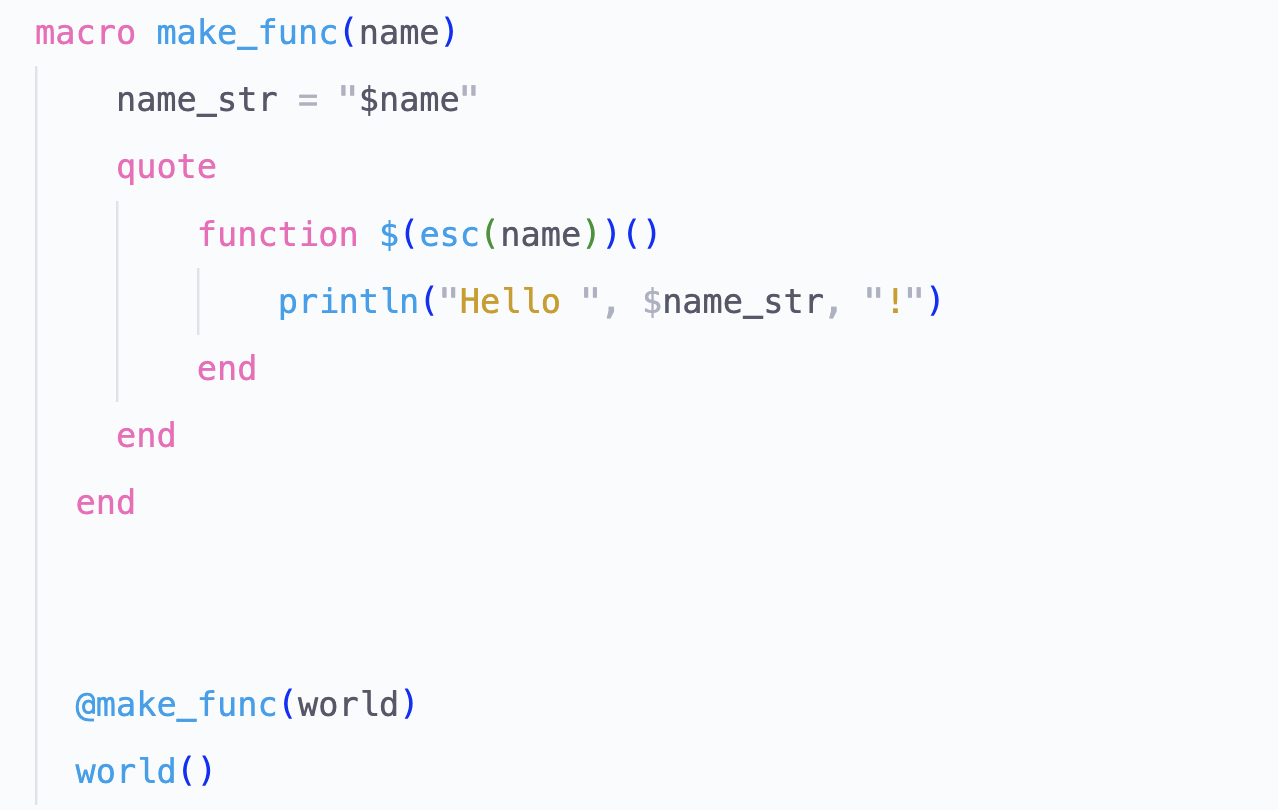 macro make_func(name)
    name_str = "$name"
    quote
        function $(esc(name))()
            println("Hello ", $name_str, "!")
        end
    end
  end
  @make_func(world)
  world()